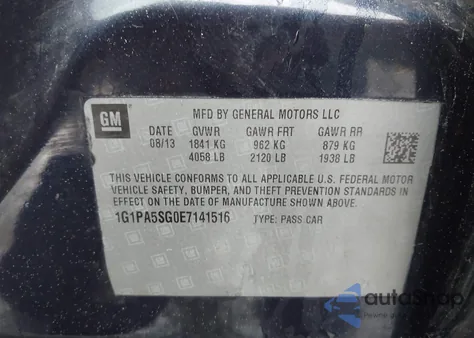 GM
MFD BY GENERAL MOTORS LLC
DATE GVWR GAWR FRT GAWR RR
08/13 1841 KG 962 KG 879 KG
4058 LB 2120 LB 1938 LB
THIS VEHICLE CONFORMS TO ALL APPLICABLE U.S. FEDERAL MOTOR
VEHICLE SAFETY, BUMPER, AND THEFT PREVENTION STANDARDS IN
EFFECT ON THE DATE OF MANUFACTURE SHOWN ABOVE.
1G1PA5SG0E7141516 TYPE: PASS CAR
autoShop